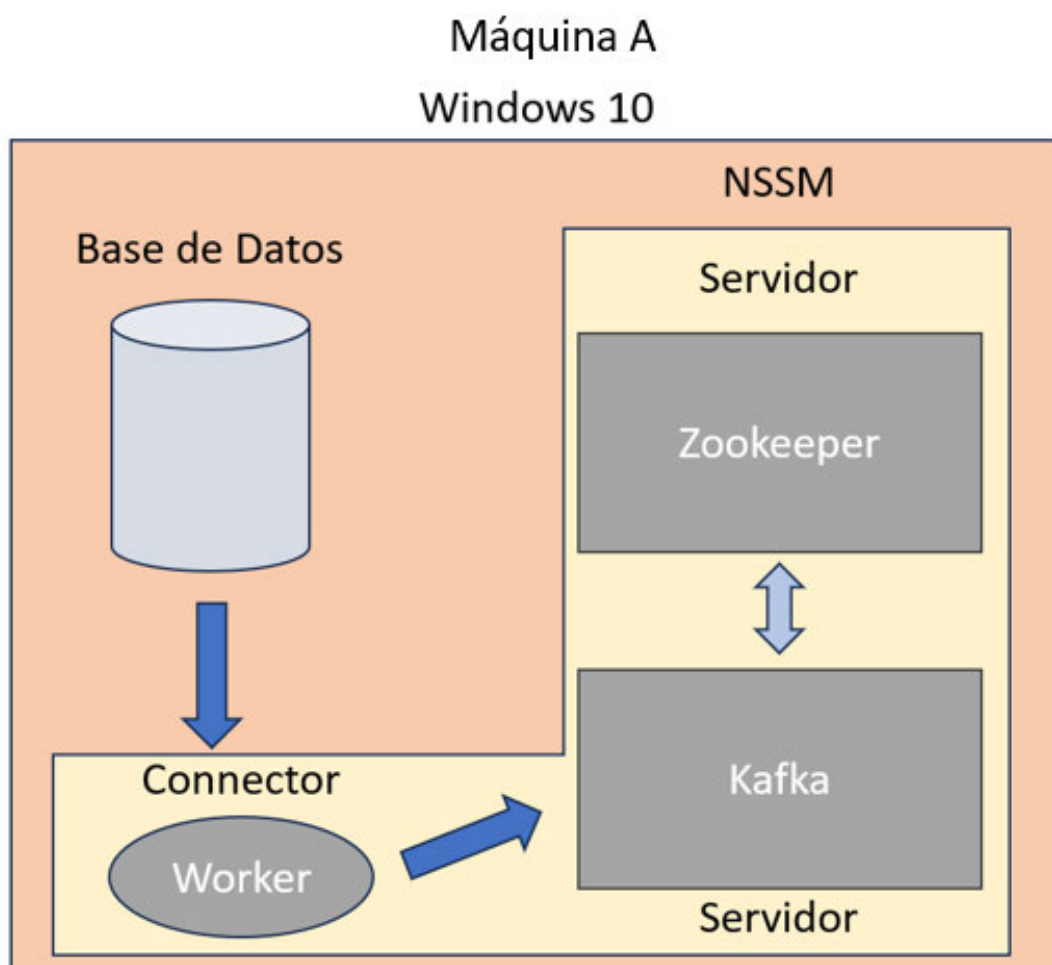 Máquina A
Windows 10
NSSM
Base de Datos
Servidor
Zookeeper
Connector
Worker
Kafka
Servidor